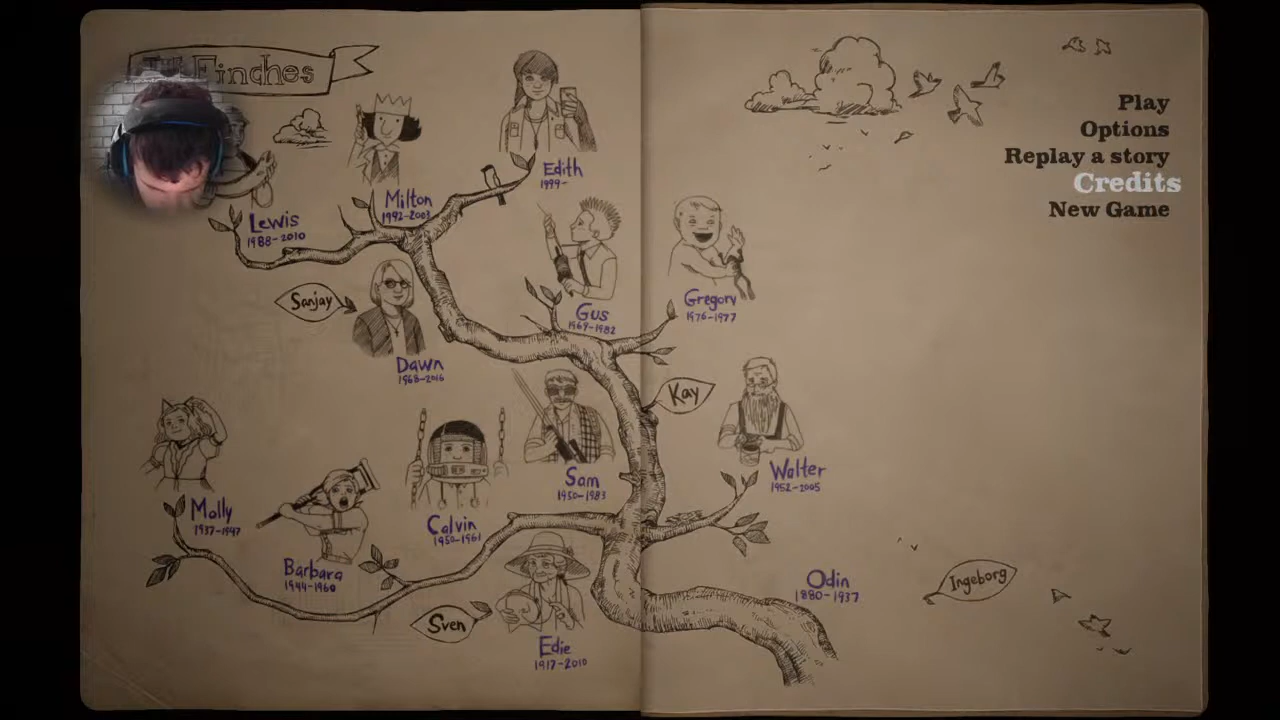 Finches
Edith
1999-
Milton
1992-2003
Lewis
1988-2010
Sanjay
Dawn
1968-2016
Gus
1969-1982
Gregory
1976-1977
Kay
Sam
1950-1983
Walter
1952-2005
Molly
1937-1947
Barbara
1944-1960
Calvin
1950-1961
Sven
Edie
1917-2010
Odin
1880-1937
Ingeborg
Play
Options
Replay a story
Credits
New Game